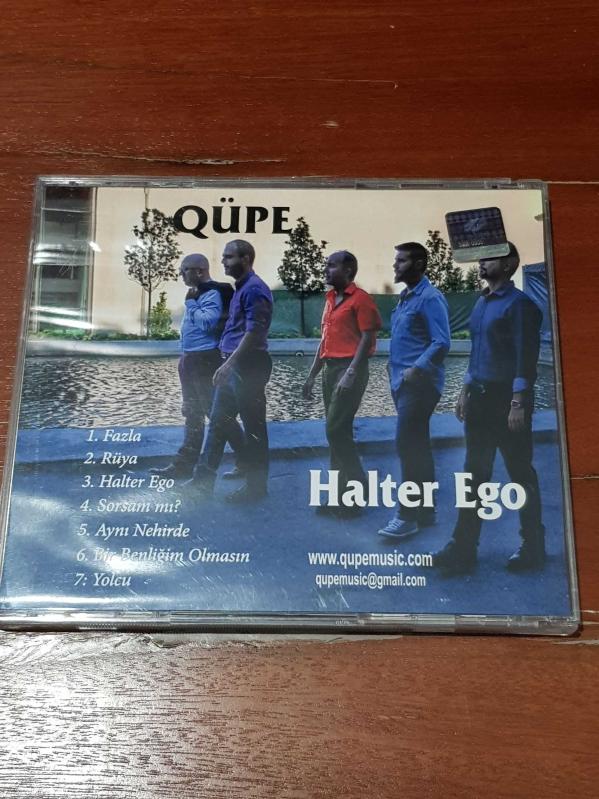 QÜPE
1. Fazla
2. Rüya
3. Halter Ego
4. Sorsam mı?
5. Aynı Nehirde
6. Bir Benliğim Olmasın
7: Yolcu
Halter Ego
www.qupemusic.com
qupemusic@gmail.com